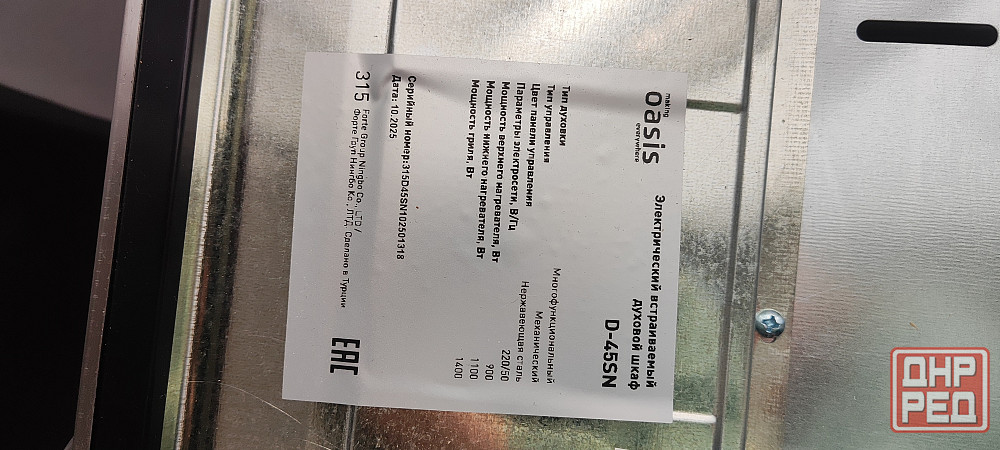 making
Oasis
everywhere
Электрический встраиваемый
духовой шкаф
D-45SN
Тип духовки Многофункциональный
Тип управления Механический
Цвет панели управления Нержавеющая сталь
Параметры электросети, В/Гц 220/50
Мощность верхнего нагревателя, Вт 900
Мощность нижнего нагревателя, Вт 1100
Мощность гриля, Вт 1400
Серийный номер:315D45SN102501318
Дата: 10.2025
315 Forte Group Ningbo Co., LTD /
Форте Груп Нингбо Ко., ЛТД Сделано в Турции
EAC
ДНР
РЕД